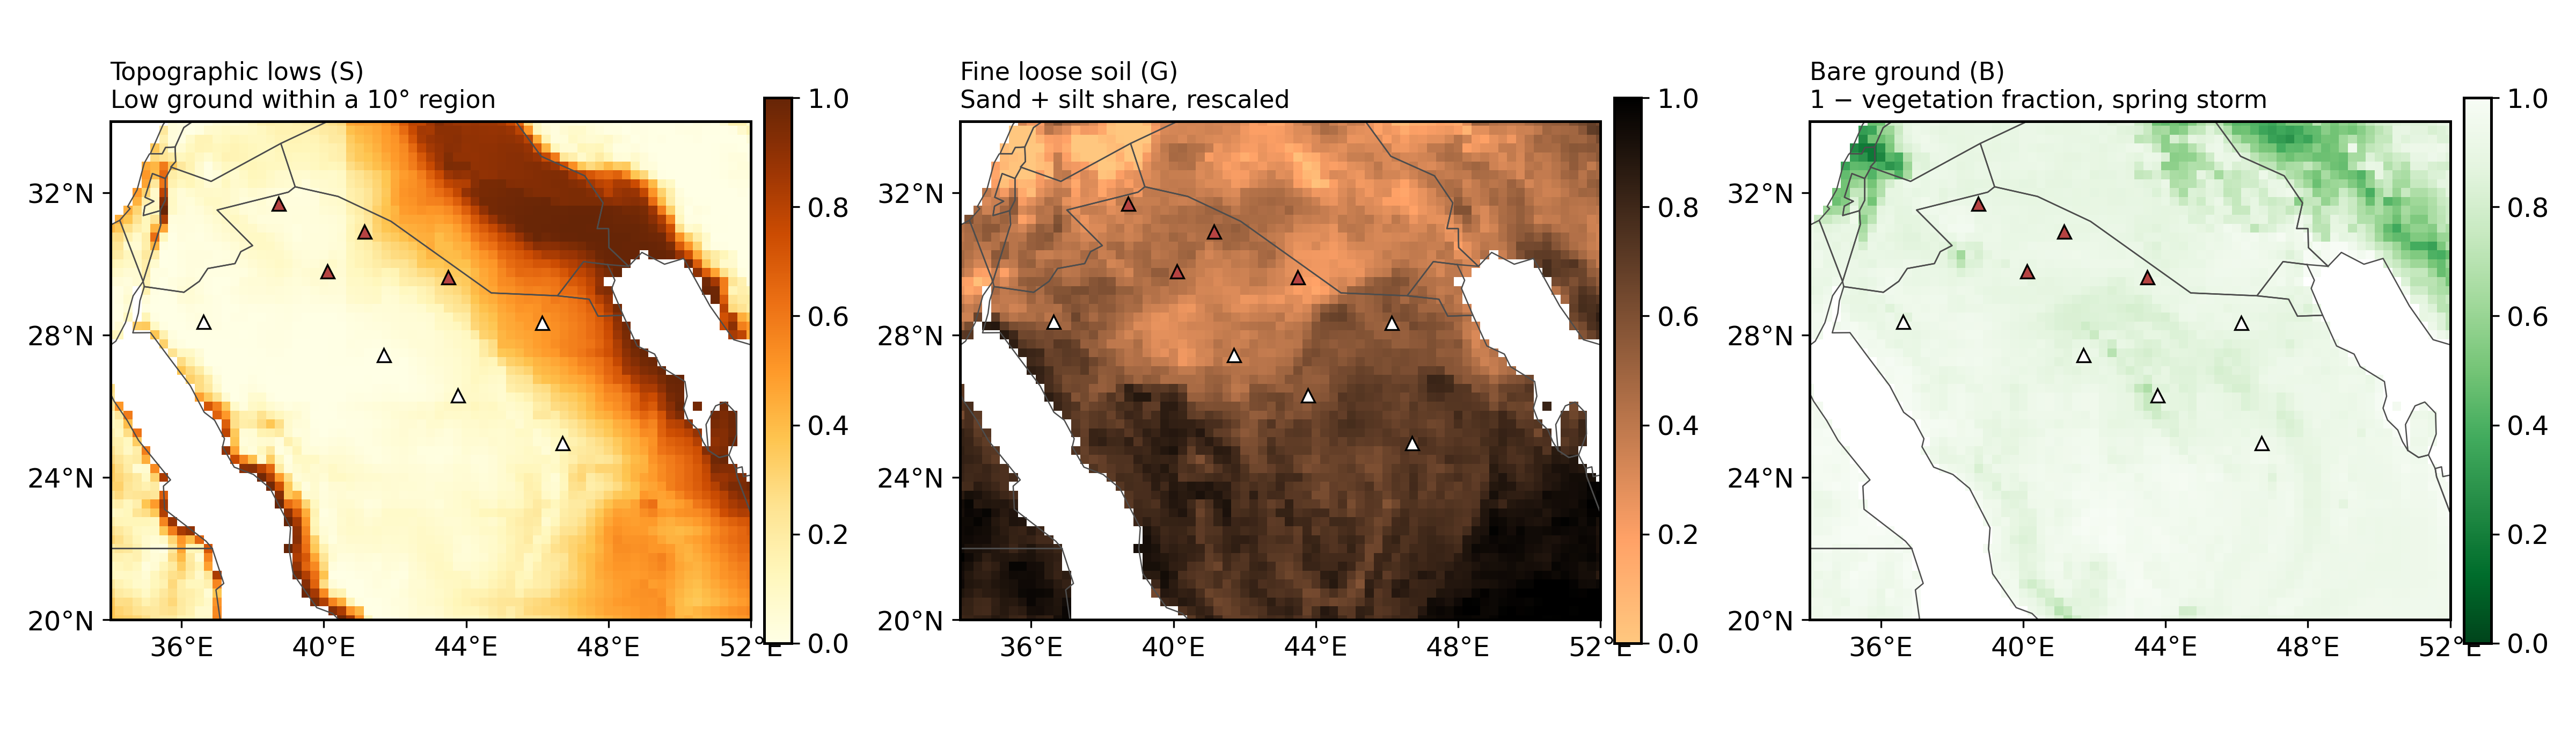 Topographic lows (S)
Low ground within a 10° region
32°N
28°N
24°N
20°N
36°E
40°E
44°E
48°E
52°E
1.0
0.8
0.6
0.4
0.2
0.0
Fine loose soil (G)
Sand + silt share, rescaled
32°N
28°N
24°N
20°N
36°E
40°E
44°E
48°E
52°E
1.0
0.8
0.6
0.4
0.2
0.0
Bare ground (B)
1 − vegetation fraction, spring storm
32°N
28°N
24°N
20°N
36°E
40°E
44°E
48°E
52°E
1.0
0.8
0.6
0.4
0.2
0.0